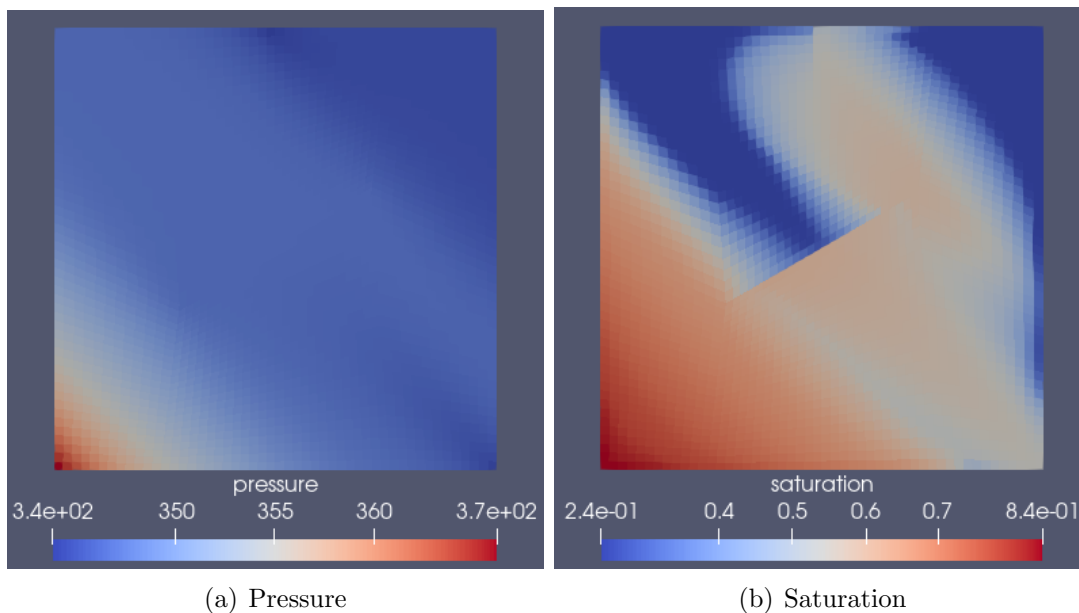 pressure
3.4e+02 350 355 360 3.7e+02
saturation
2.4e-01 0.4 0.5 0.6 0.7 8.4e-01
(a) Pressure
(b) Saturation